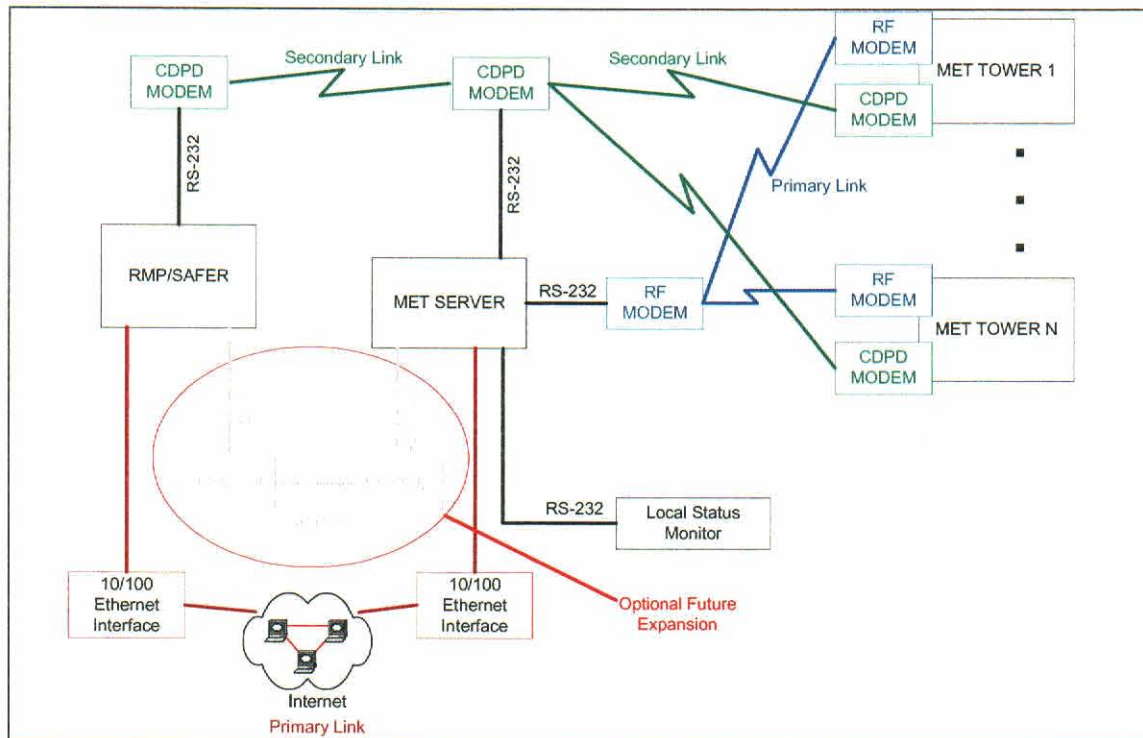 RF
MODEM
MET TOWER 1
Secondary Link
Secondary Link
CDPD
MODEM
CDPD
MODEM
CDPD
MODEM
RS-232
RS-232
Primary Link
RMP/SAFER
MET SERVER
RS-232
RF
MODEM
RF
MODEM
MET TOWER N
CDPD
MODEM
RS-232
Local Status
Monitor
10/100
Ethernet
Interface
10/100
Ethernet
Interface
Optional Future
Expansion
Internet
Primary Link